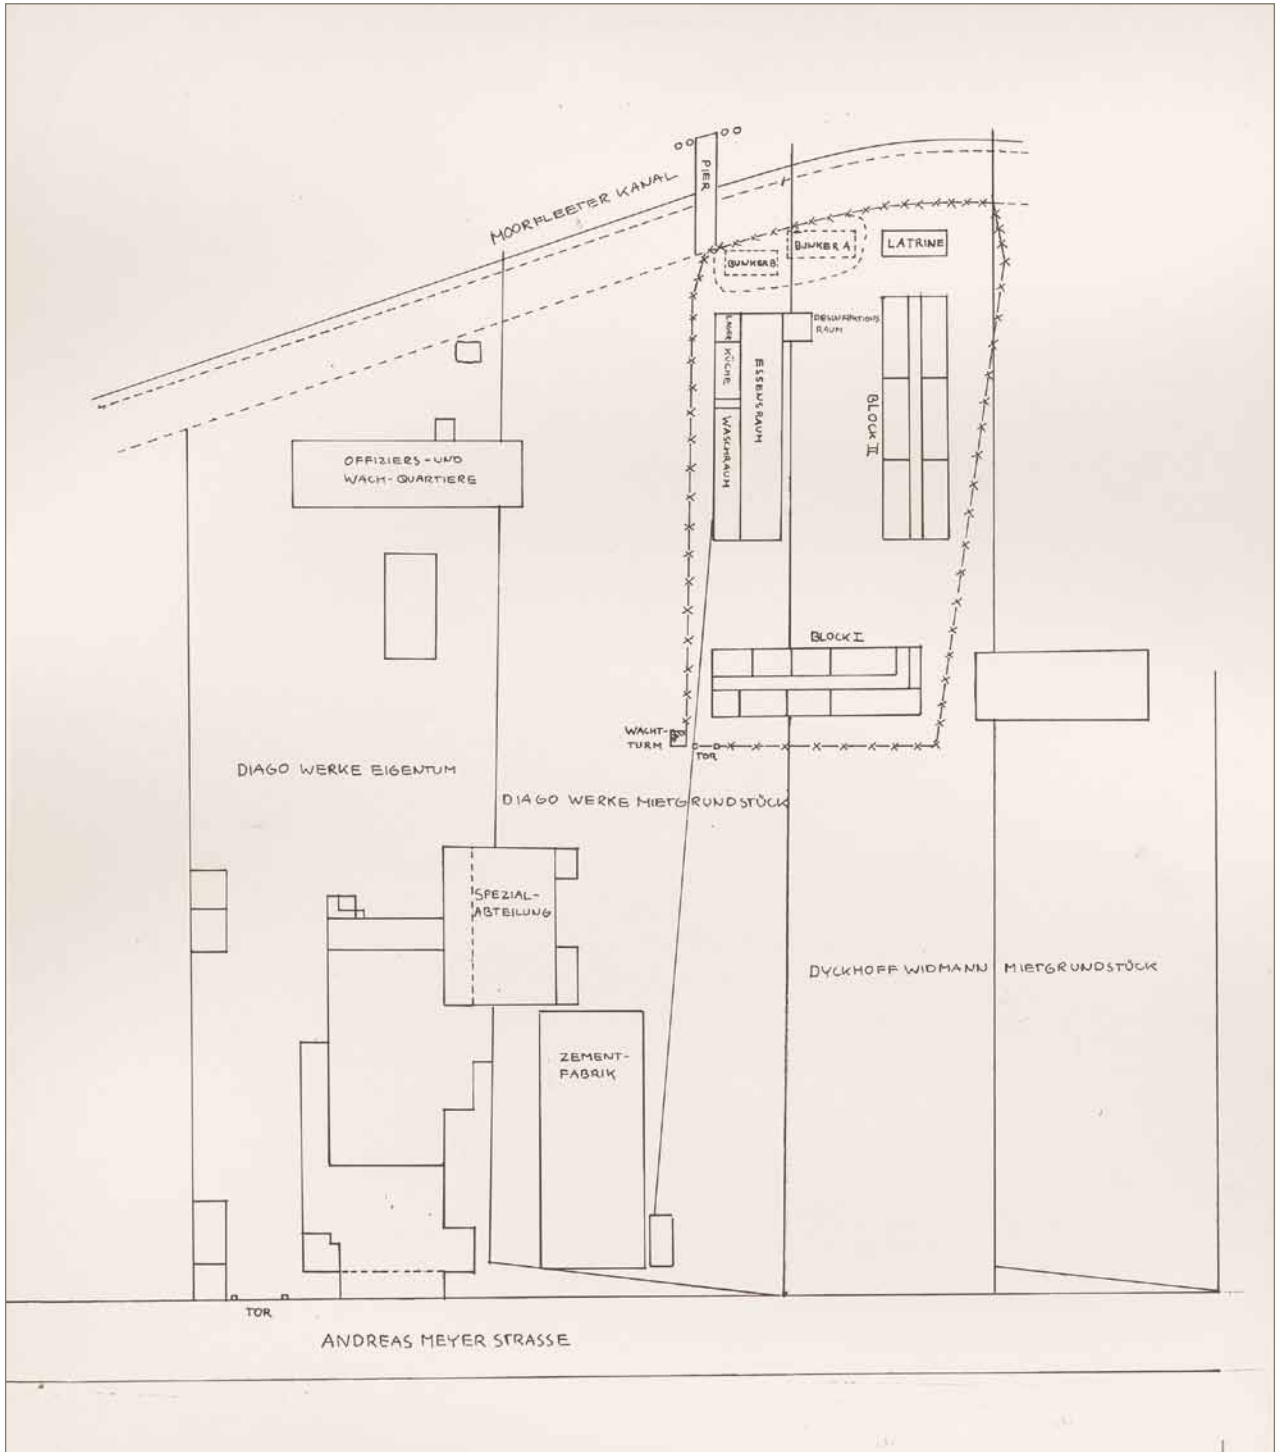 PIER
MOORFLEETER KANAL
BUNKER A
BUNKER B
LATRINE
DESINFEKTIONS
RAUM
KÜCHE
ESSENSRAUM
WASCHRAUM
BLOCK II
OFFIZIERS-UND
WACH-QUARTIERE
BLOCK I
WACHT-
TURM
TOR
DIAGO WERKE EIGENTUM
DIAGO WERKE MIETGRUNDSTÜCK
SPEZIAL-
ABTEILUNG
DYCKHOFF WIDMANN MIETGRUNDSTÜCK
ZEMENT-
FABRIK
TOR
ANDREAS MEYER STRASSE